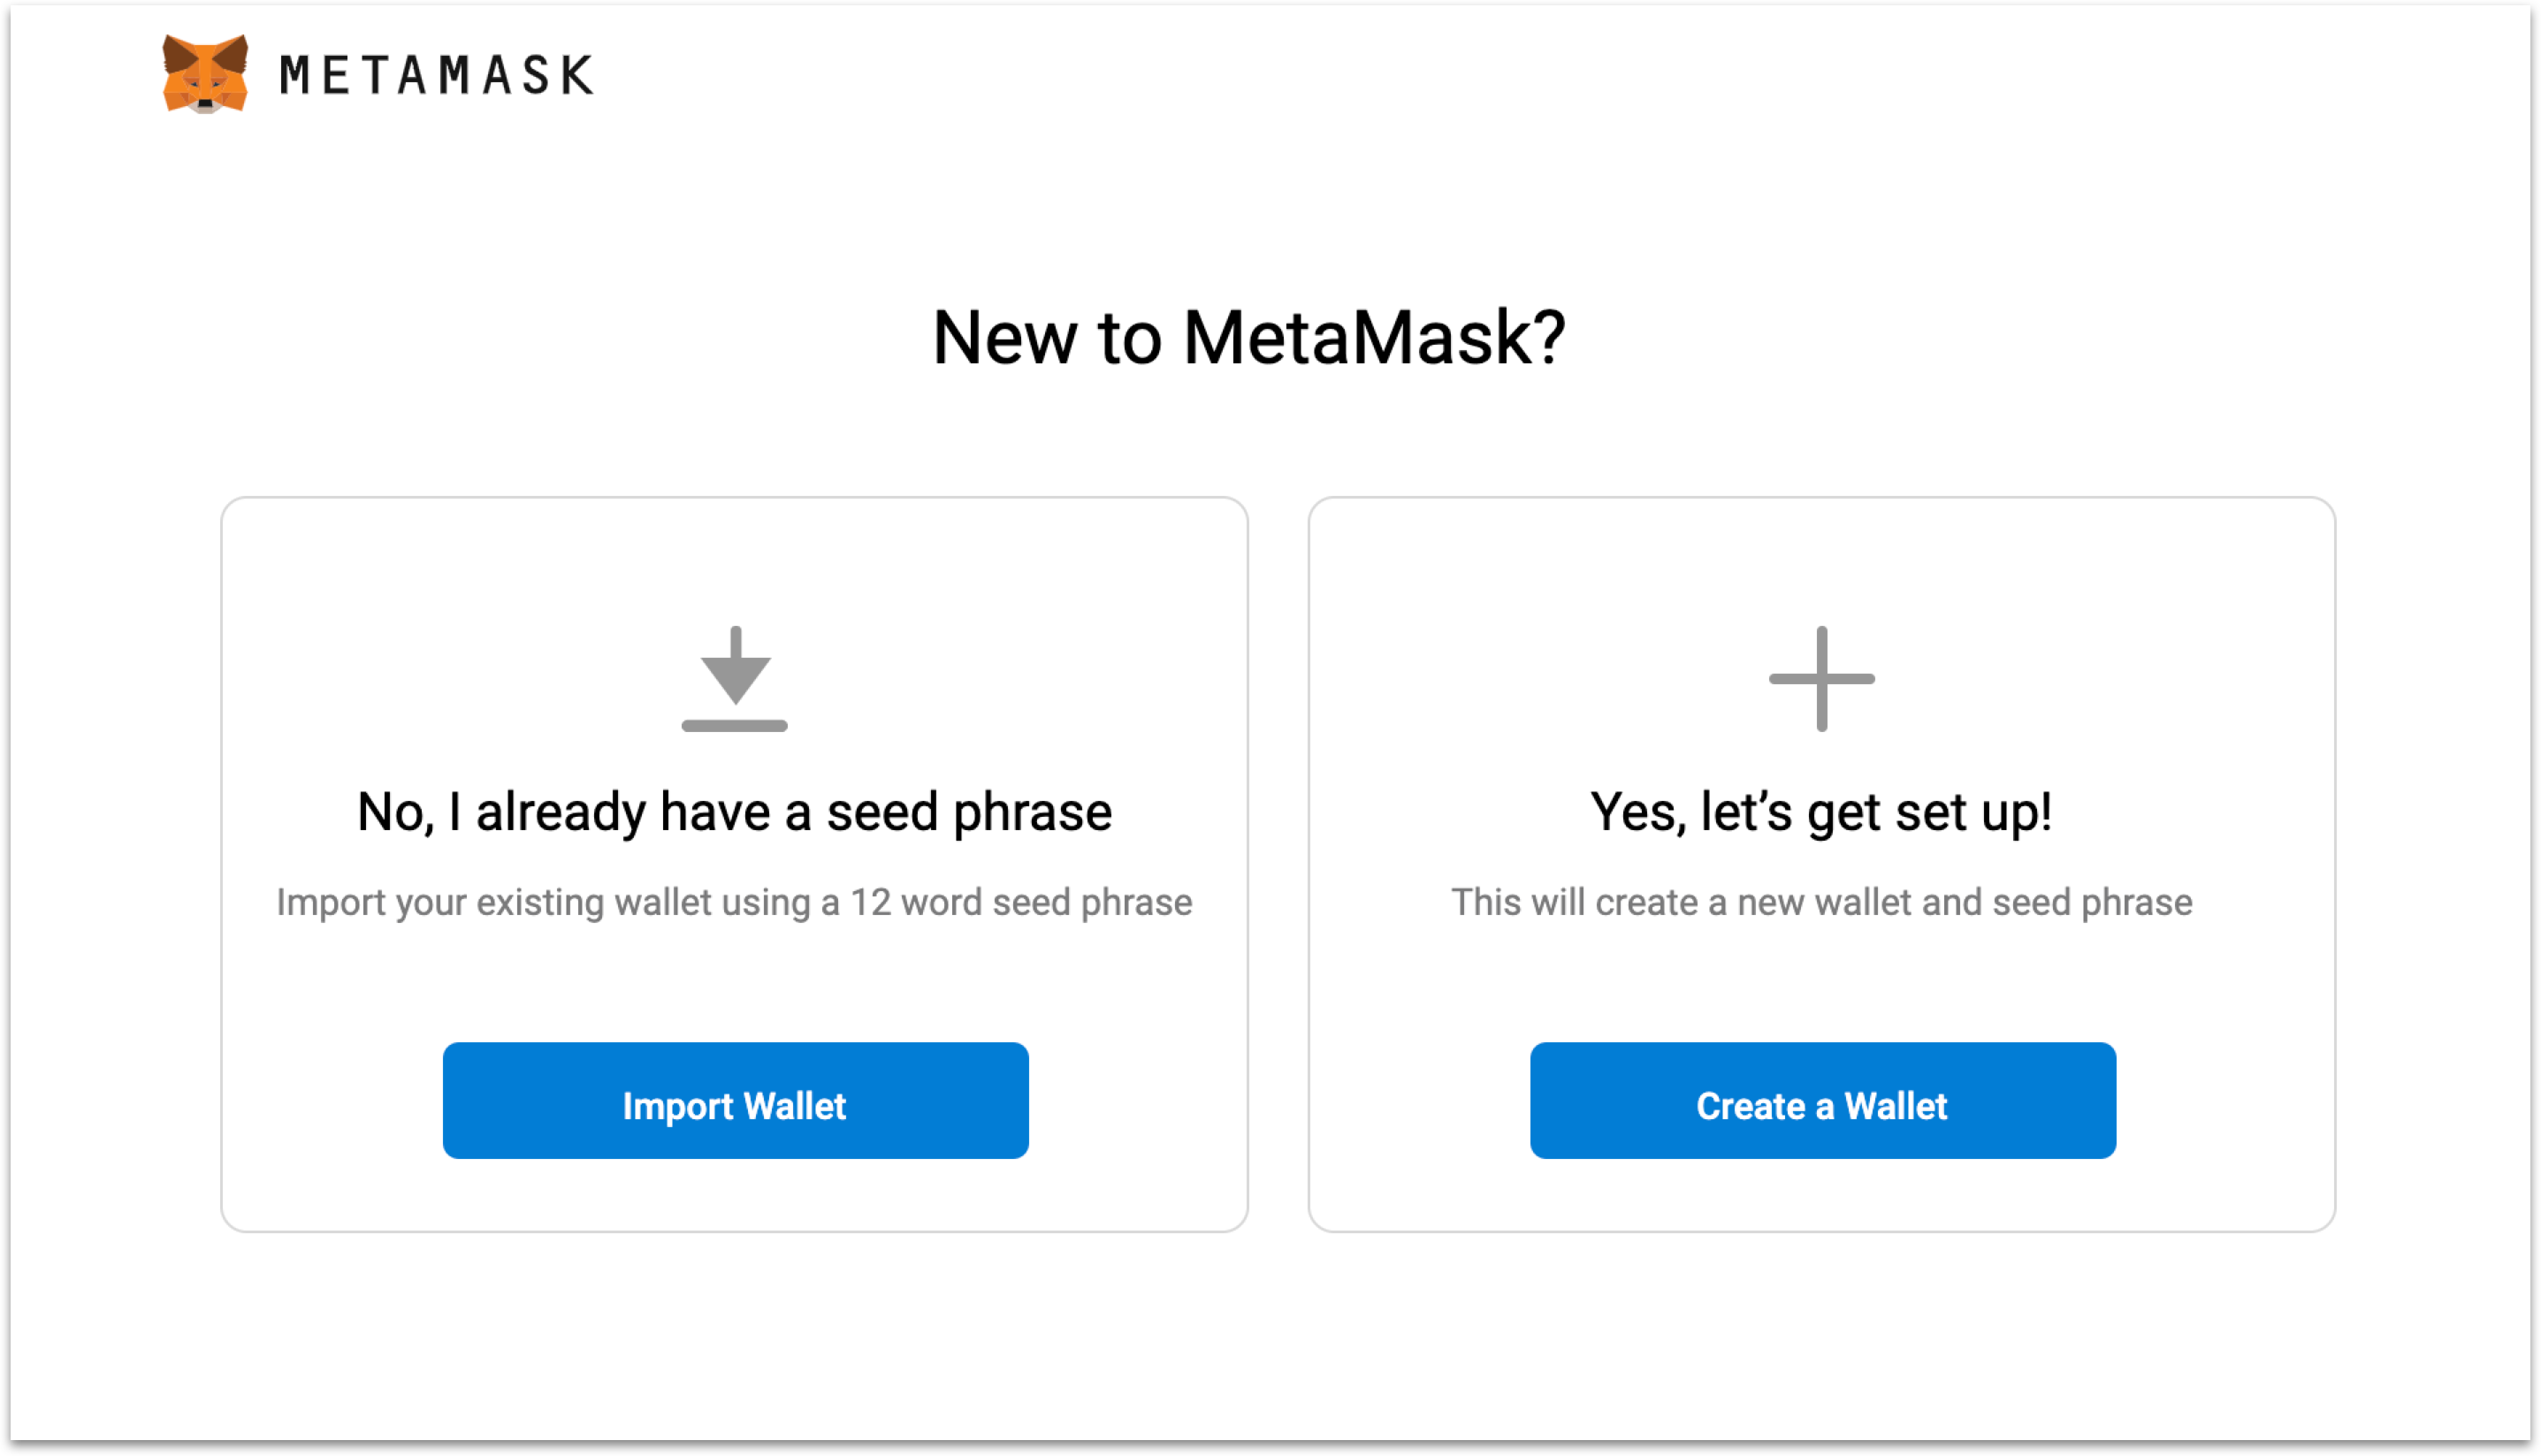 METAMASK
New to MetaMask?
No, I already have a seed phrase
Import your existing wallet using a 12 word seed phrase
Import Wallet
Yes, let’s get set up!
This will create a new wallet and seed phrase
Create a Wallet